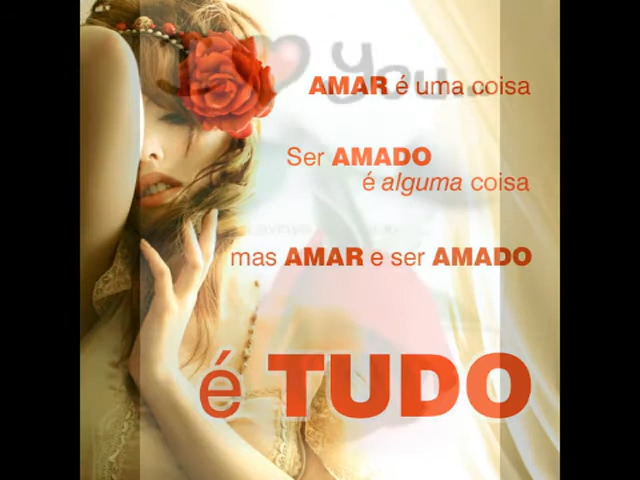 I ❤ You...
AMAR é uma coisa
Ser AMADO
é alguma coisa
mas AMAR e ser AMADO
é TUDO